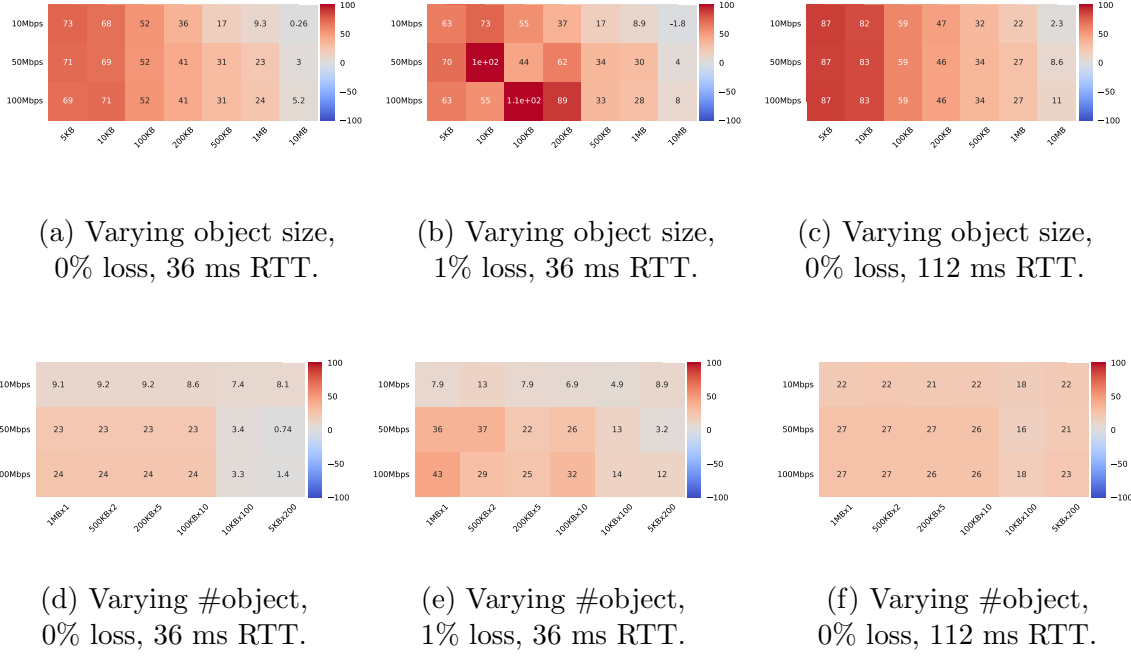 10Mbps 73 68 52 36 17 9.3 0.26
50Mbps 71 69 52 41 31 23 3
100Mbps 69 71 52 41 31 24 5.2
5KB 10KB 100KB 200KB 500KB 1MB 10MB
100
50
0
−50
−100
10Mbps 63 73 55 37 17 8.9 -1.8
50Mbps 70 1e+02 44 62 34 30 4
100Mbps 63 55 1.1e+02 89 33 28 8
5KB 10KB 100KB 200KB 500KB 1MB 10MB
100
50
0
−50
−100
10Mbps 87 82 59 47 32 22 2.3
50Mbps 87 83 59 46 34 27 8.6
100Mbps 87 83 59 46 34 27 11
5KB 10KB 100KB 200KB 500KB 1MB 10MB
100
50
0
−50
−100
(a) Varying object size,
0% loss, 36 ms RTT.
(b) Varying object size,
1% loss, 36 ms RTT.
(c) Varying object size,
0% loss, 112 ms RTT.
10Mbps 9.1 9.2 9.2 8.6 7.4 8.1
50Mbps 23 23 23 23 3.4 0.74
00Mbps 24 24 24 24 3.3 1.4
1MBx1 500KBx2 200KBx5 100KBx10 10KBx100 5KBx200
100
50
0
−50
−100
10Mbps 7.9 13 7.9 6.9 4.9 8.9
50Mbps 36 37 22 26 13 3.2
100Mbps 43 29 25 32 14 12
1MBx1 500KBx2 200KBx5 100KBx10 10KBx100 5KBx200
100
50
0
−50
−100
10Mbps 22 22 21 22 18 22
50Mbps 27 27 27 26 16 21
100Mbps 27 27 26 26 18 23
1MBx1 500KBx2 200KBx5 100KBx10 10KBx100 5KBx200
100
50
0
−50
−100
(d) Varying #object,
0% loss, 36 ms RTT.
(e) Varying #object,
1% loss, 36 ms RTT.
(f) Varying #object,
0% loss, 112 ms RTT.